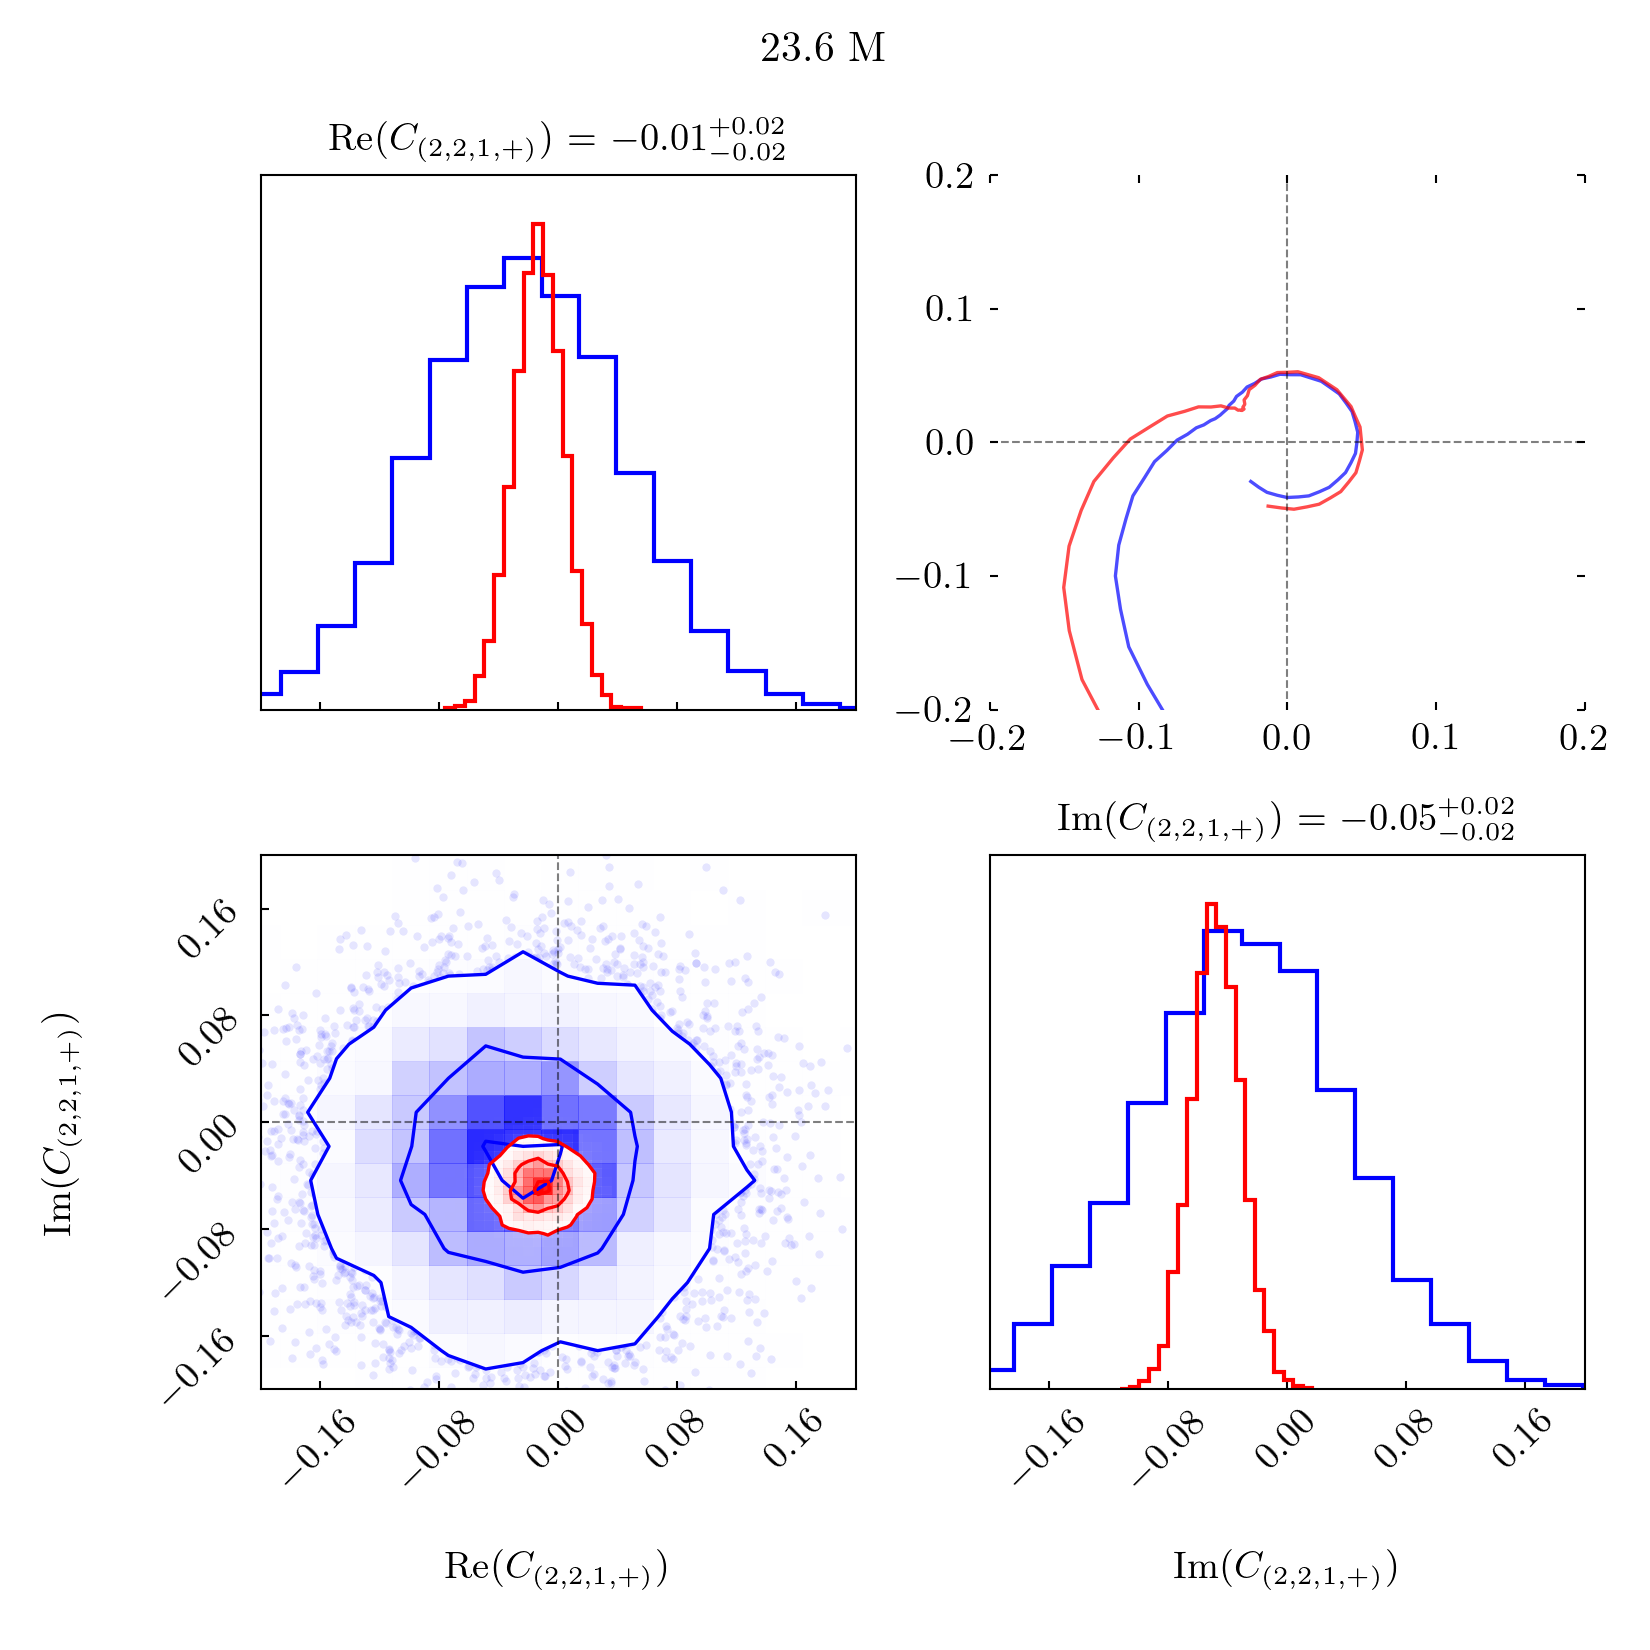 23.6 M
Re(C₍₂,₂,₁,₊₎) = −0.01⁺⁰·⁰²₋₀.₀₂
0.2
0.1
0.0
−0.1
−0.2
−0.2 −0.1 0.0 0.1 0.2
Im(C₍₂,₂,₁,₊₎) = −0.05⁺⁰·⁰²₋₀.₀₂
Im(C₍₂,₂,₁,₊₎)
0.16
0.08
0.00
−0.08
−0.16
−0.16 −0.08 0.00 0.08 0.16
−0.16 −0.08 0.00 0.08 0.16
Re(C₍₂,₂,₁,₊₎)
Im(C₍₂,₂,₁,₊₎)